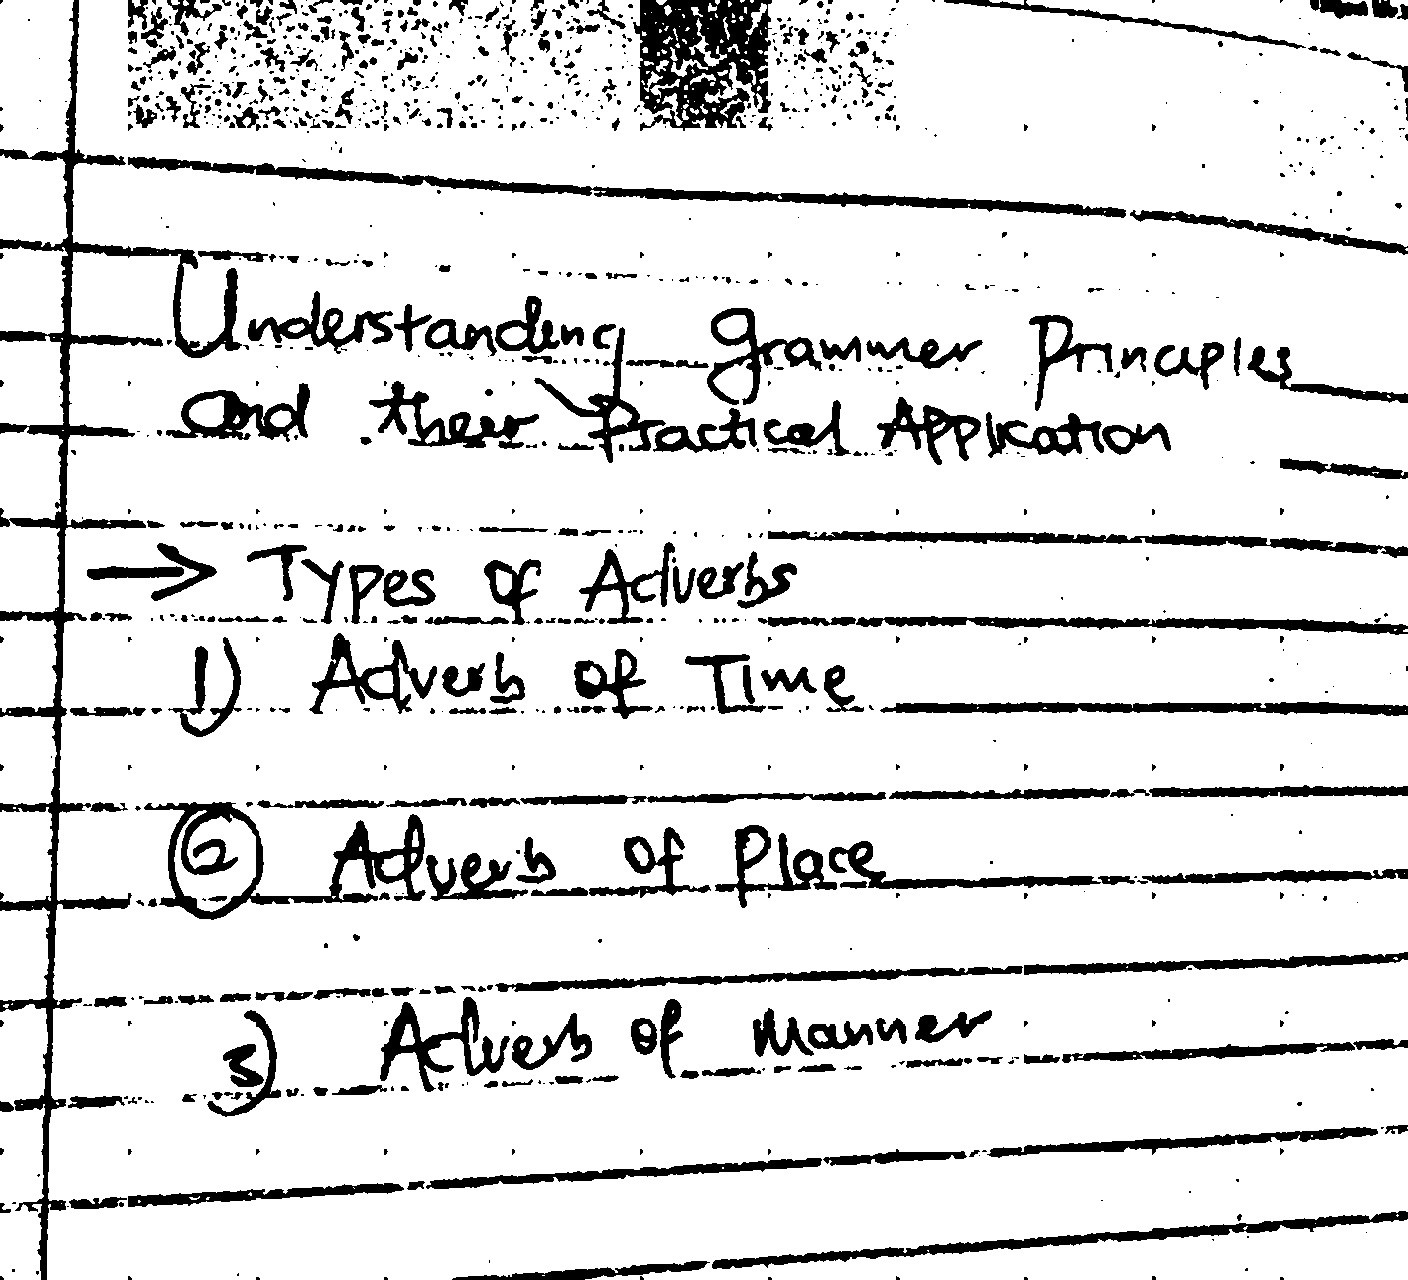 Understanding grammer Principles
and their Practical Application
→ Types of Adverbs
1) Adverb of Time
2 Adverb of Place
3) Adverb of Manner